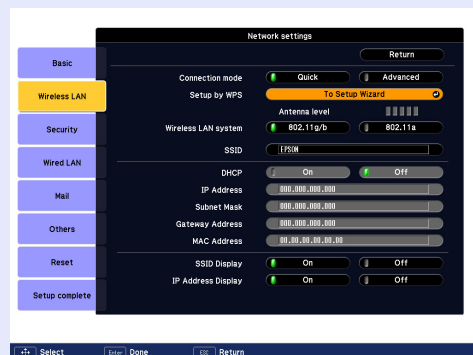 Network settings
Return
Basic
Wireless LAN
Security
Wired LAN
Mail
Others
Reset
Setup complete
Connection mode Quick Advanced
Setup by WPS To Setup Wizard
Antenna level
Wireless LAN system 802.11g/b 802.11a
SSID EPSON
DHCP On Off
IP Address 000.000.000.000
Subnet Mask 000.000.000.000
Gateway Address 000.000.000.000
MAC Address 00.00.00.00.00.00
SSID Display On Off
IP Address Display On Off
Select Enter Done ESC Return